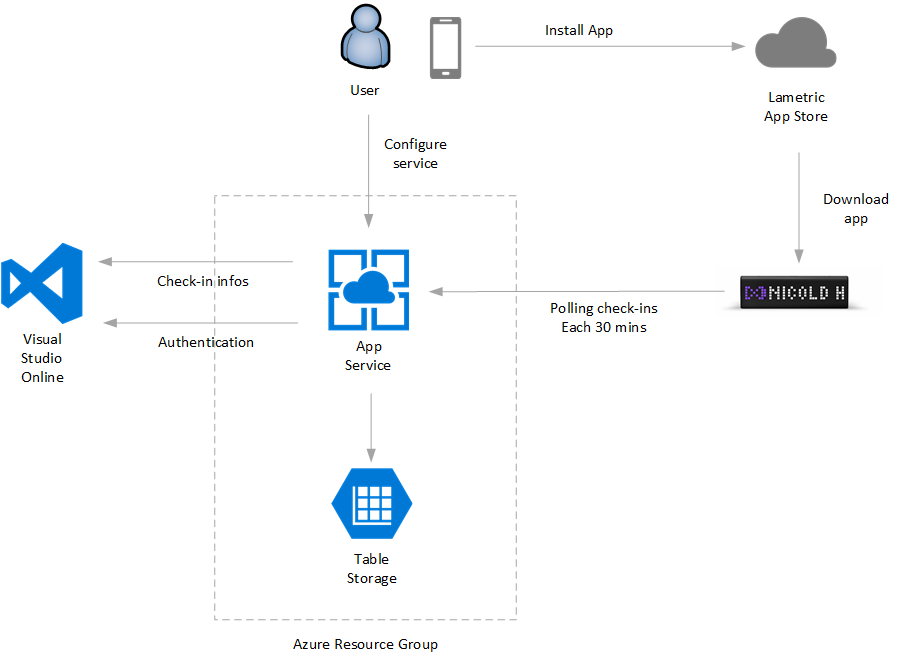 Install App
User
Lametric
App Store
Configure
service
Download
app
Check-in infos
NICOLD H
Polling check-ins
Each 30 mins
Authentication
Visual
Studio
Online
App
Service
Table
Storage
Azure Resource Group